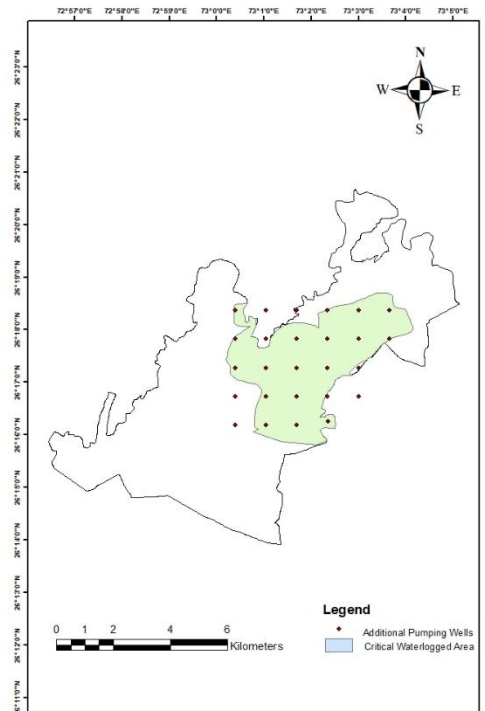 72°57'0"E 72°58'0"E 72°59'0"E 73°0'0"E 73°1'0"E 73°2'0"E 73°3'0"E 73°4'0"E 73°5'0"E
N
W E
S
26°23'0"N
26°22'0"N
26°21'0"N
26°20'0"N
26°19'0"N
26°18'0"N
26°17'0"N
26°16'0"N
26°15'0"N
26°14'0"N
26°13'0"N
26°12'0"N
26°11'0"N
Legend
Additional Pumping Wells
Critical Waterlogged Area
0 1 2 4 6
Kilometers